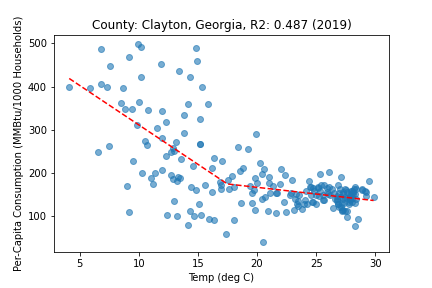 County: Clayton, Georgia, R2: 0.487 (2019)
Per-Capita Consumption (MMBtu/1000 Households)
500
400
300
200
100
5 10 15 20 25 30
Temp (deg C)